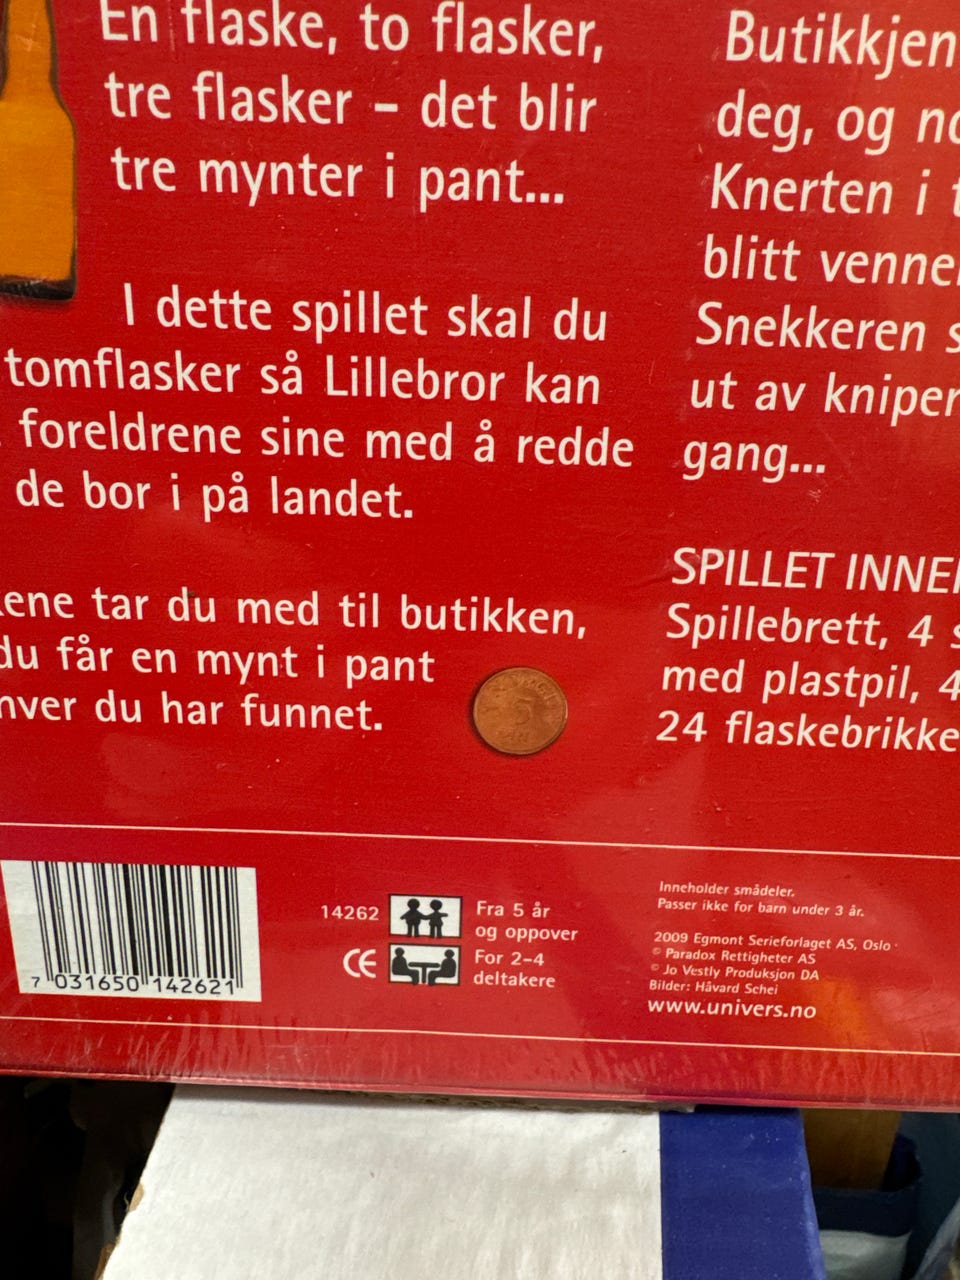 En flaske, to flasker,
tre flasker – det blir
tre mynter i pant...
I dette spillet skal du
tomflasker så Lillebror kan
foreldrene sine med å redde
de bor i på landet.
tar du med til butikken,
du får en mynt i pant
du har funnet.
NORGE
5
Butikkjen
deg, og
Knerten i
blitt
Snekkeren
ut av kniper
gang...
SPILLET
Spillebrett, 4
med plastpil, 4
24 flaskebrikke
7 031650 142621
14262
Fra 5 år
og oppover
CE
For 2–4
deltakere
Inneholder smådeler.
Passer ikke for barn under 3 år.
2009 Egmont Serieforlaget AS, Oslo
© Paradox Rettigheter AS
© Jo Vestly Produksjon DA
Bilder: Håvard Schei
www.univers.no